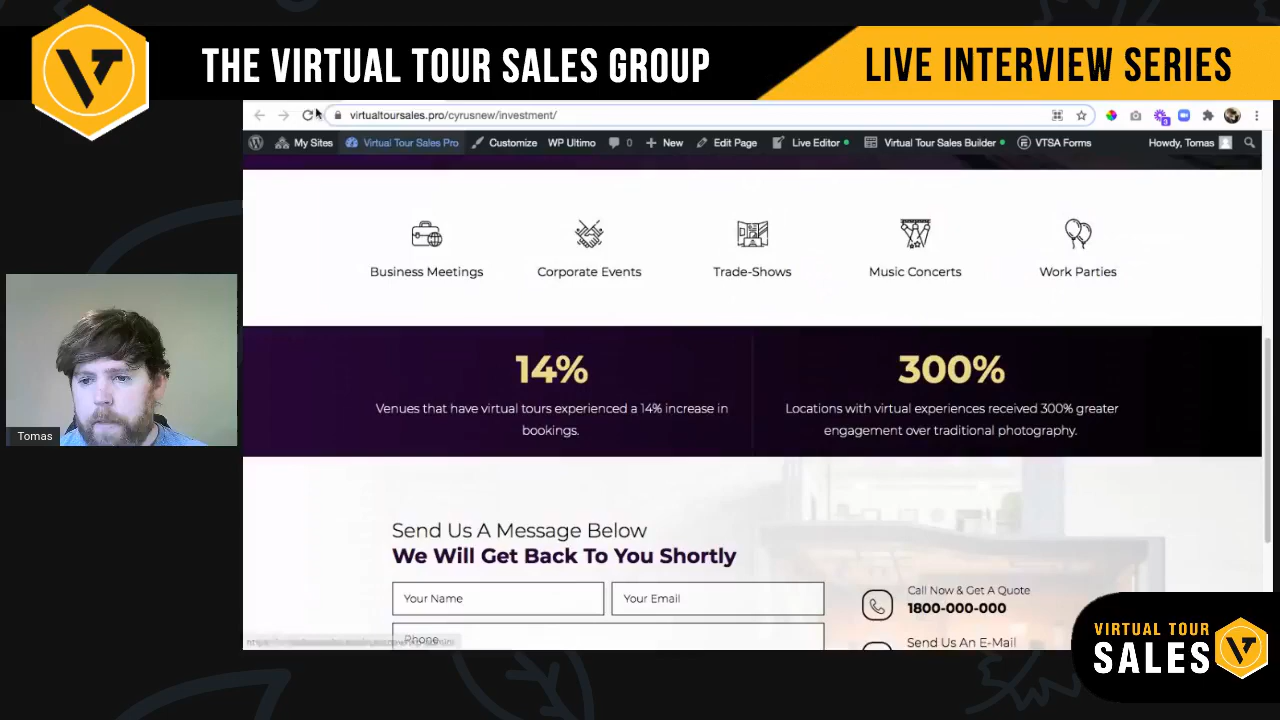 THE VIRTUAL TOUR SALES GROUP
LIVE INTERVIEW SERIES
virtualtoursales.pro/cyrusnew/investment/
My Sites
Virtual Tour Sales Pro
Customize
WP Ultimo
0
New
Edit Page
Live Editor
Virtual Tour Sales Builder
VTSA Forms
Howdy, Tomas
Business Meetings
Corporate Events
Trade-Shows
Music Concerts
Work Parties
14%
Venues that have virtual tours experienced a 14% increase in
bookings.
300%
Locations with virtual experiences received 300% greater
engagement over traditional photography.
Tomas
Send Us A Message Below
We Will Get Back To You Shortly
Your Name
Your Email
Phone
Call Now & Get A Quote
1800-000-000
Send Us An E-Mail
VIRTUAL TOUR
SALES